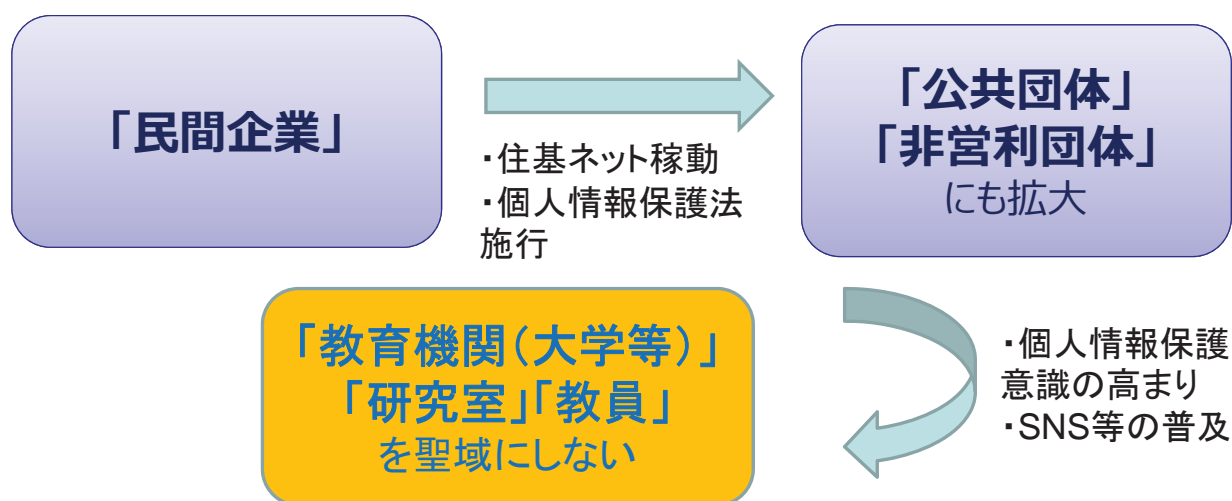 「民間企業」
・住基ネット稼動
・個人情報保護法
施行
「公共団体」
「非営利団体」
にも拡大
・個人情報保護
意識の高まり
・SNS等の普及
「教育機関（大学等）」
「研究室」「教員」
を聖域にしない